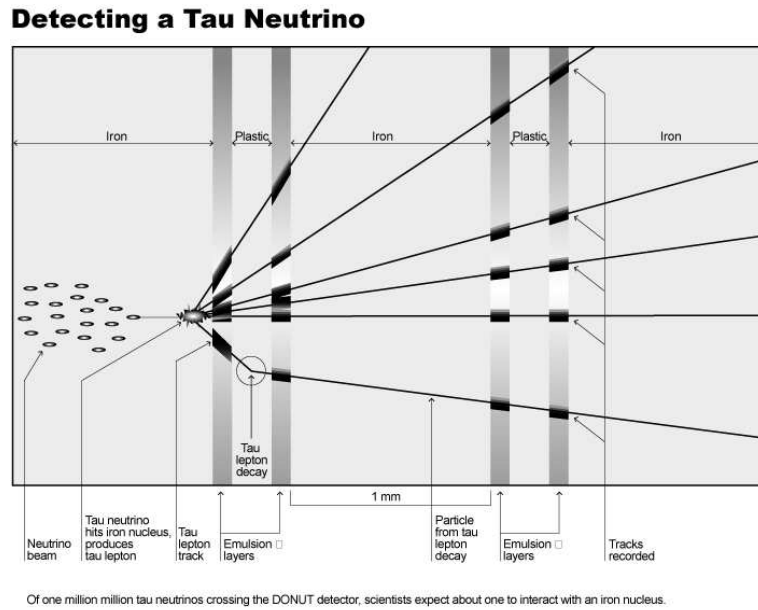 Detecting a Tau Neutrino
Iron
Plastic
Iron
Plastic
Iron
Tau
lepton
decay
1 mm
Neutrino
beam
Tau neutrino
hits iron nucleus,
produces
tau lepton
Tau
lepton
track
Emulsion □
layers
Particle
from tau
lepton
decay
Emulsion □
layers
Tracks
recorded
Of one million million tau neutrinos crossing the DONUT detector, scientists expect about one to interact with an iron nucleus.